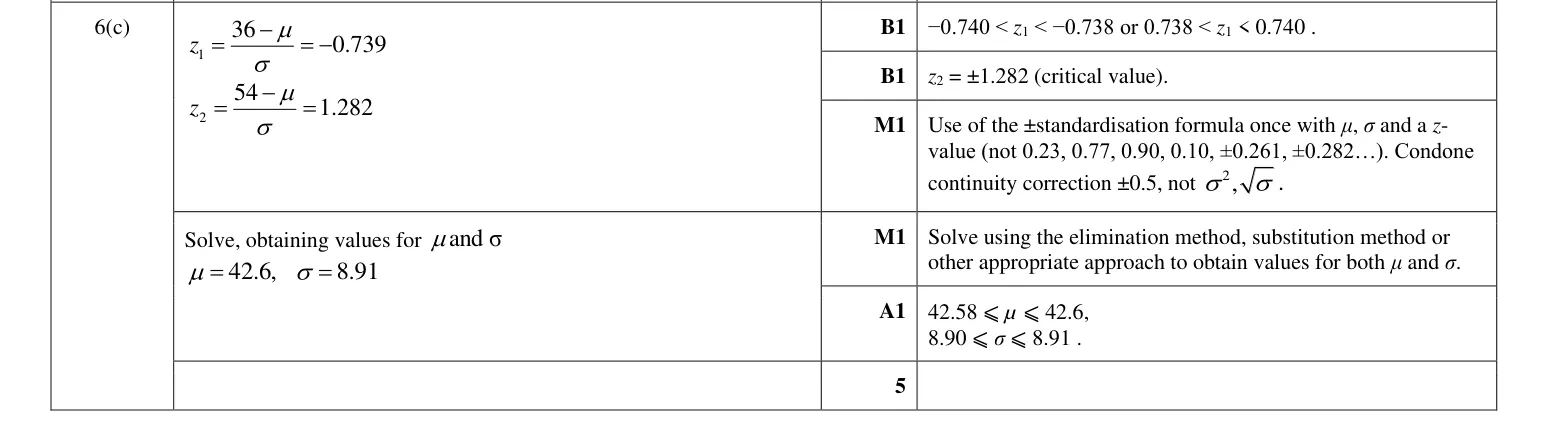 6(c)
z₁ = (36 − μ)/σ = −0.739
B1 −0.740 < z₁ < −0.738 or 0.738 < z₁ < 0.740 .
z₂ = (54 − μ)/σ = 1.282
B1 z₂ = ±1.282 (critical value).
M1 Use of the ±standardisation formula once with μ, σ and a z-
value (not 0.23, 0.77, 0.90, 0.10, ±0.261, ±0.282…). Condone
continuity correction ±0.5, not σ², √σ .
Solve, obtaining values for μ and σ
μ = 42.6, σ = 8.91
M1 Solve using the elimination method, substitution method or
other appropriate approach to obtain values for both μ and σ.
A1 42.58 ⩽ μ ⩽ 42.6,
8.90 ⩽ σ ⩽ 8.91 .
5